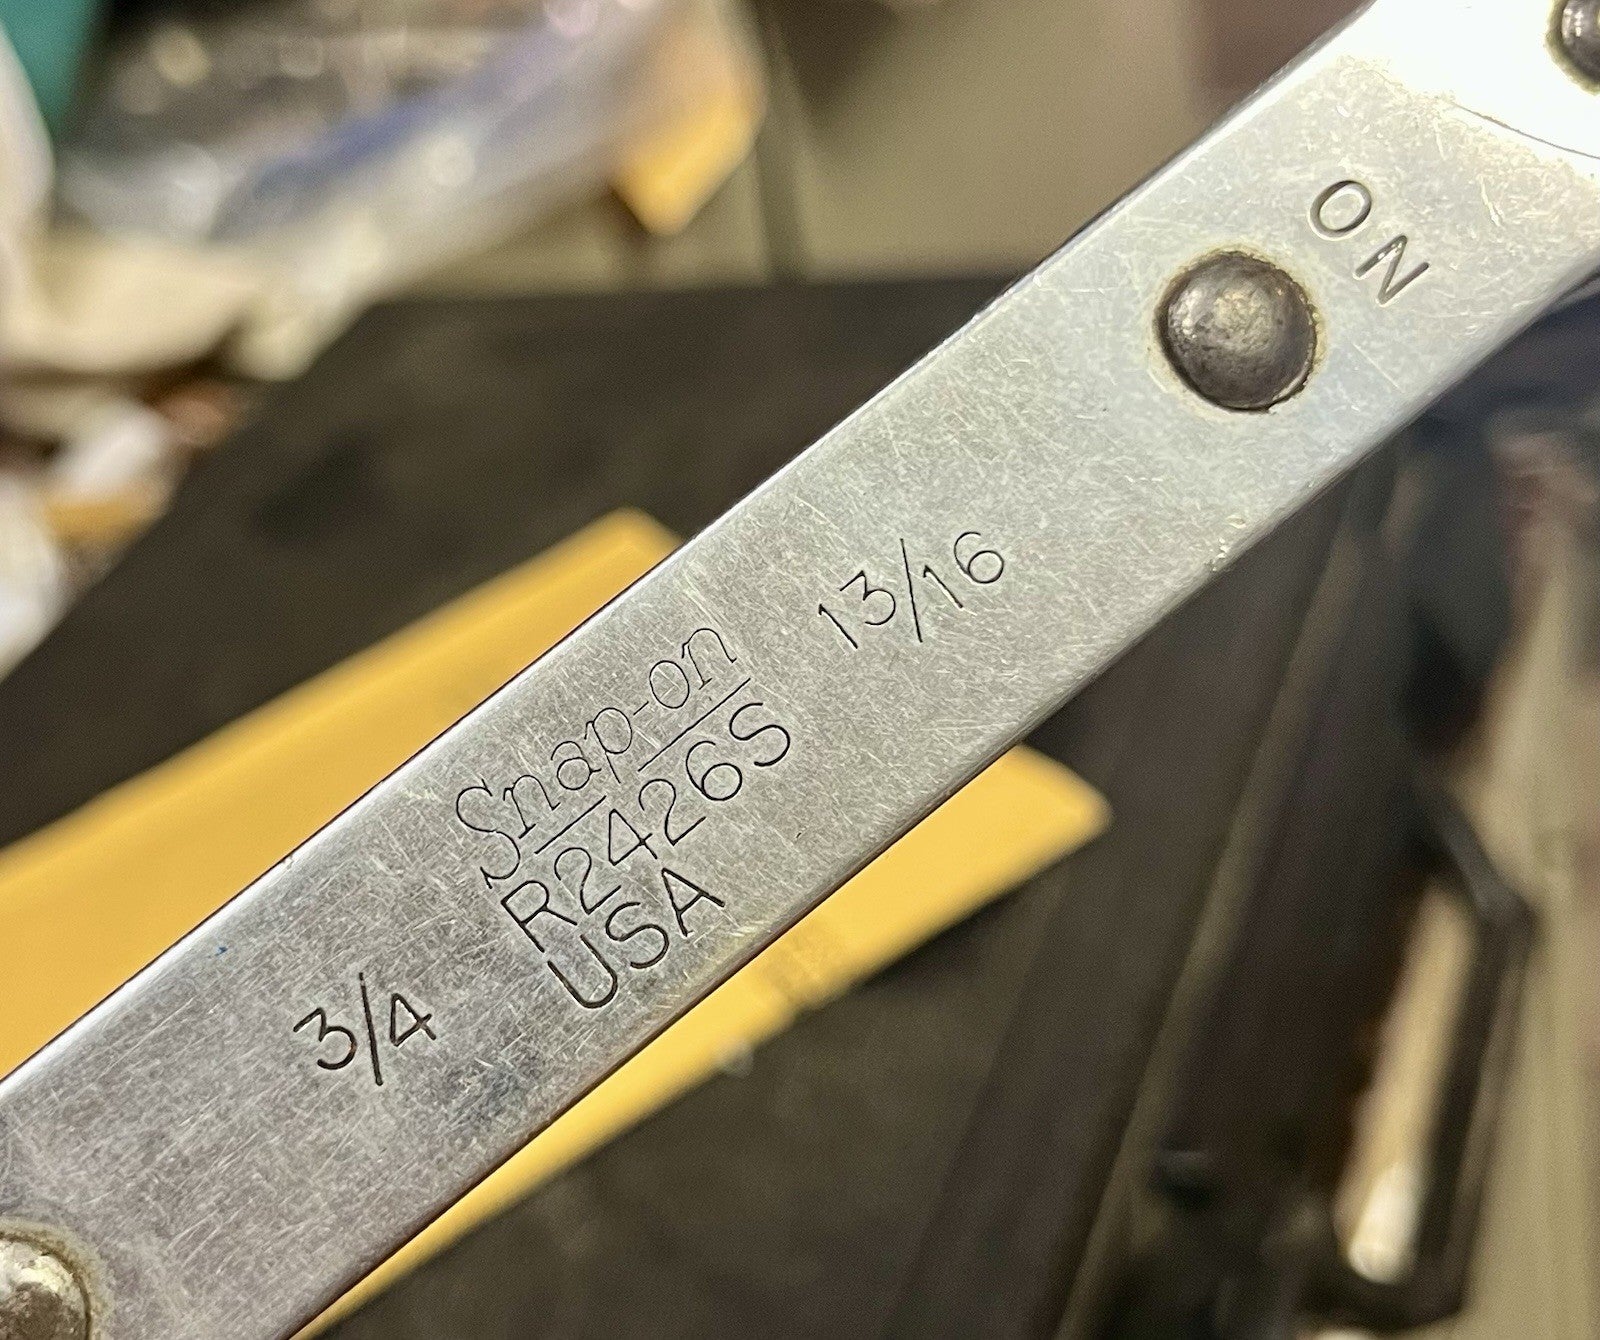 ON
13/16
Snap-on
R2426S
USA
3/4